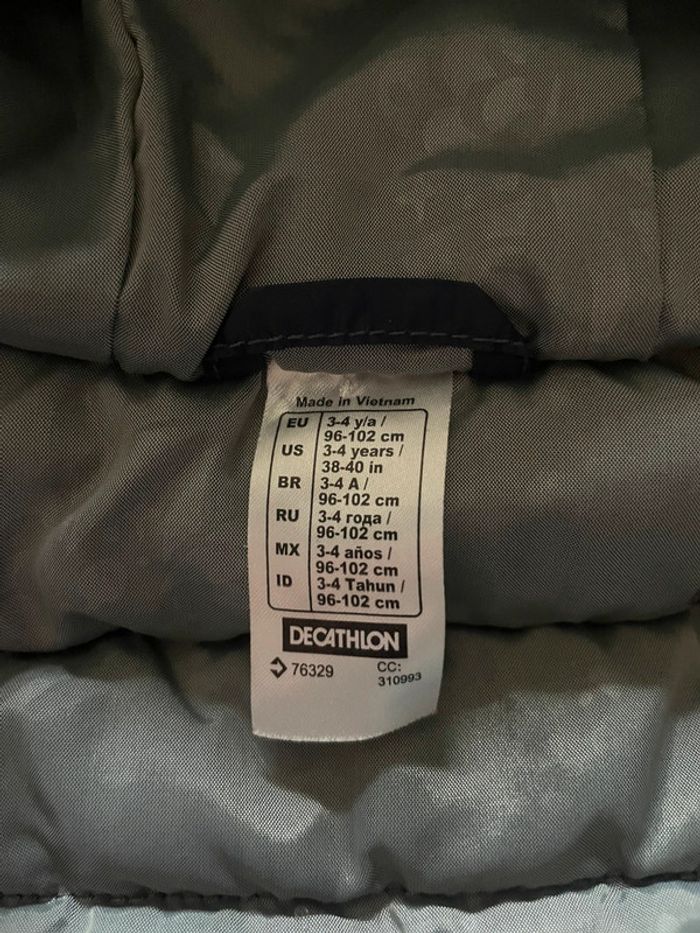 Made in Vietnam
EU 3-4 y/a /
96-102 cm
US 3-4 years /
38-40 in
BR 3-4 A /
96-102 cm
RU 3-4 года /
96-102 cm
MX 3-4 años /
96-102 cm
ID 3-4 Tahun /
96-102 cm
DECATHLON
76329 CC:
310993